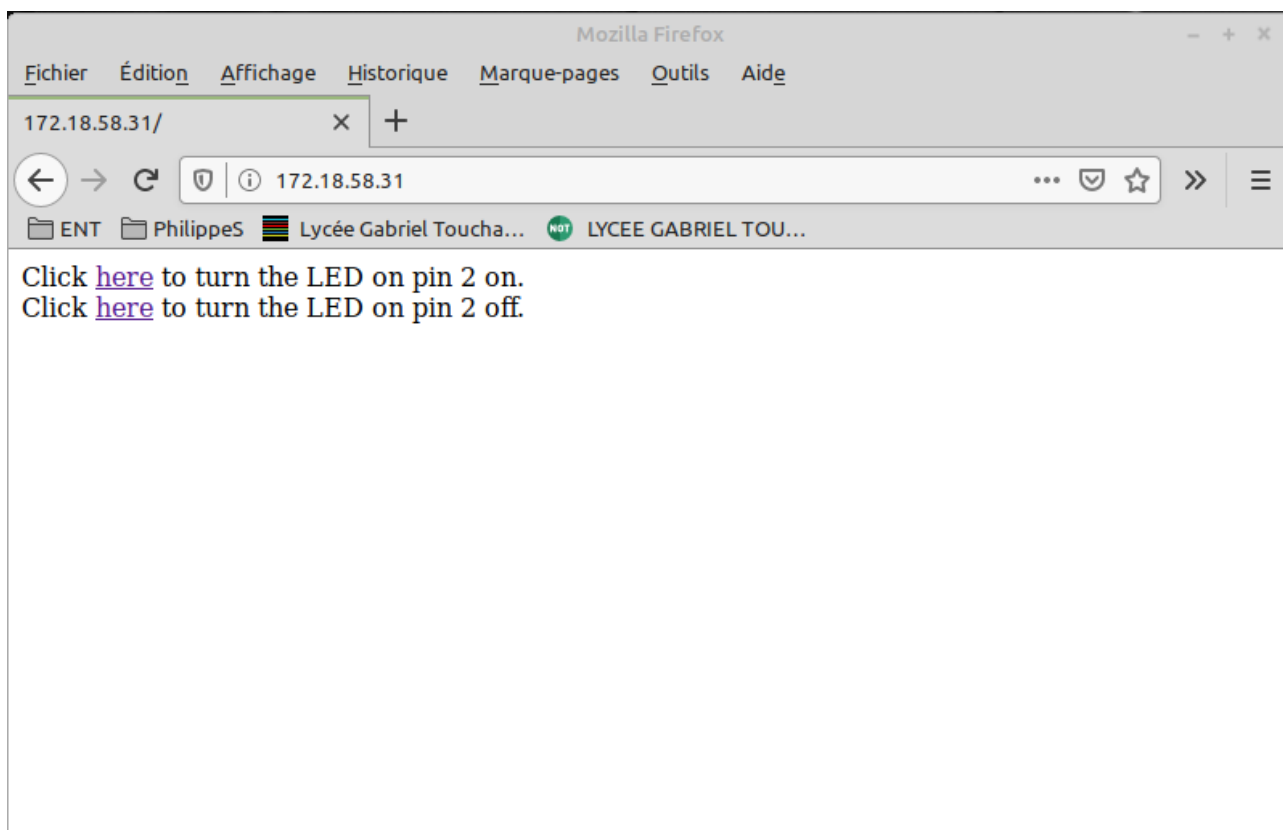 Mozilla Firefox
Fichier Édition Affichage Historique Marque-pages Outils Aide
172.18.58.31/
172.18.58.31
ENT PhilippeS Lycée Gabriel Toucha... NOT LYCEE GABRIEL TOU...
Click here to turn the LED on pin 2 on.
Click here to turn the LED on pin 2 off.